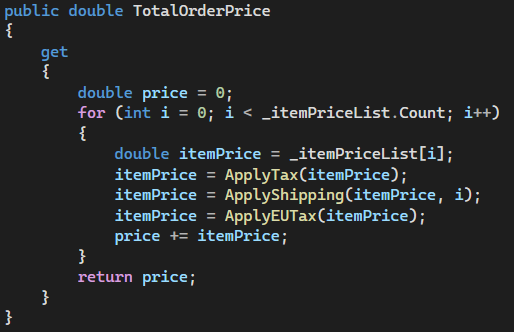 public double TotalOrderPrice
{
    get
    {
        double price = 0;
        for (int i = 0; i < _itemPriceList.Count; i++)
        {
            double itemPrice = _itemPriceList[i];
            itemPrice = ApplyTax(itemPrice);
            itemPrice = ApplyShipping(itemPrice, i);
            itemPrice = ApplyEUTax(itemPrice);
            price += itemPrice;
        }
        return price;
    }
}